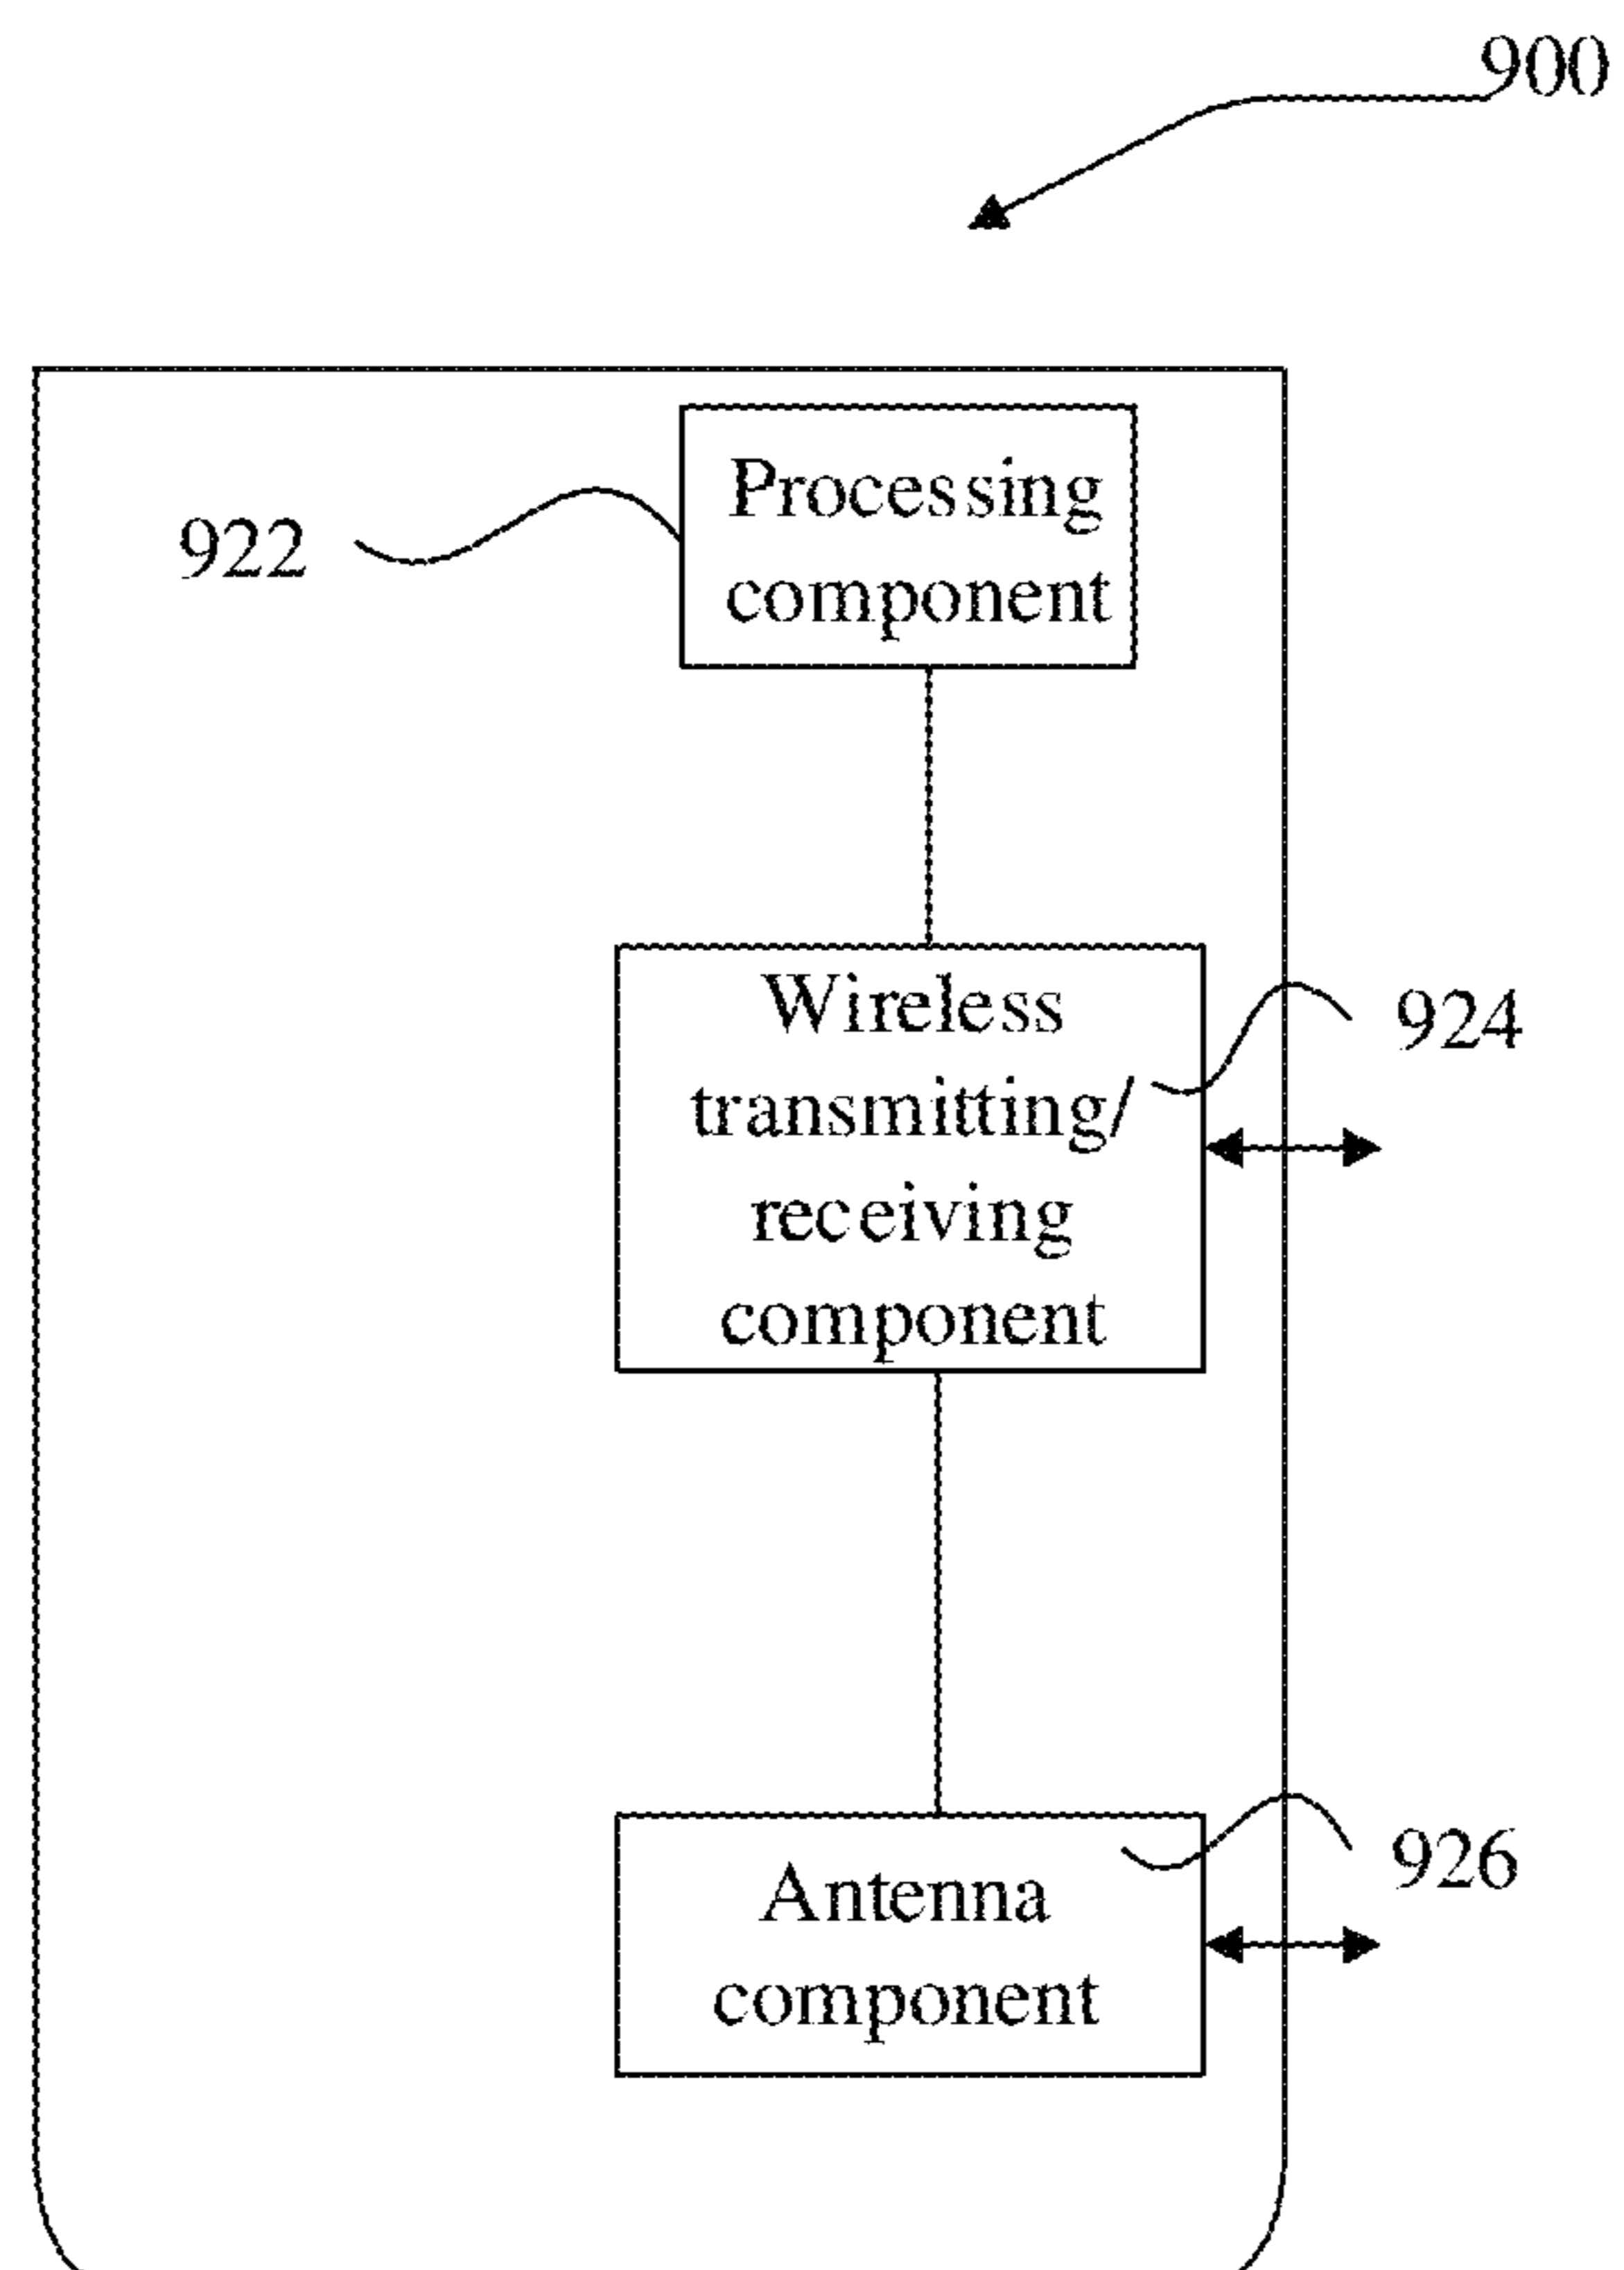 900
Processing
component
922
Wireless
transmitting/
receiving
component
924
Antenna
component
926